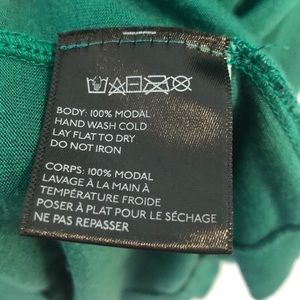 BODY: 100% MODAL
HAND WASH COLD
LAY FLAT TO DRY
DO NOT IRON
CORPS: 100% MODAL
LAVAGE À LA MAIN À
TEMPÉRATURE FROIDE
POSER À PLAT POUR LE SÉCHAGE
NE PAS REPASSER